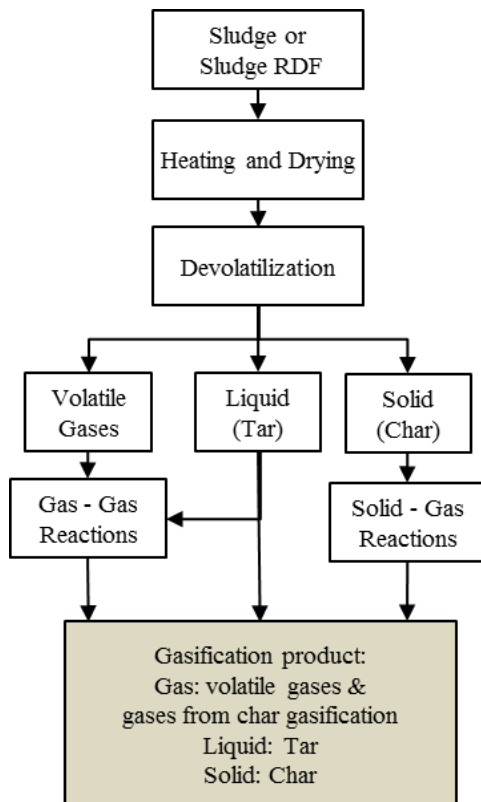 Sludge or
Sludge RDF
Heating and Drying
Devolatilization
Volatile
Gases
Liquid
(Tar)
Solid
(Char)
Gas - Gas
Reactions
Solid - Gas
Reactions
Gasification product:
Gas: volatile gases &
gases from char gasification
Liquid: Tar
Solid: Char